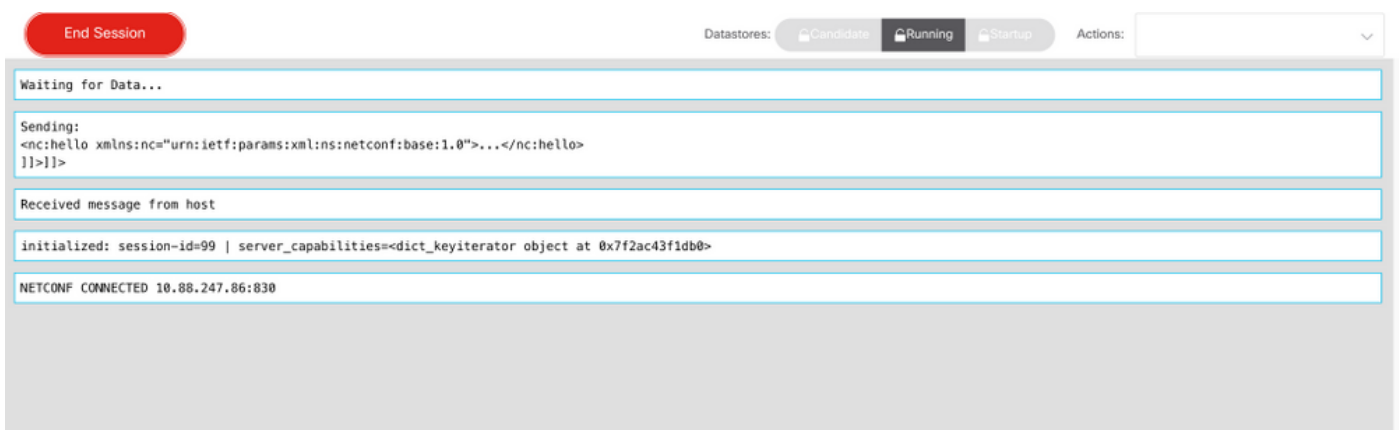 End Session
Datastores: Candidate Running Startup Actions:
Waiting for Data...
Sending:
<nc:hello xmlns:nc="urn:ietf:params:xml:ns:netconf:base:1.0">...</nc:hello>
]]>]]>
Received message from host
initialized: session-id=99 | server_capabilities=<dict_keyiterator object at 0x7f2ac43f1db0>
NETCONF CONNECTED 10.88.247.86:830